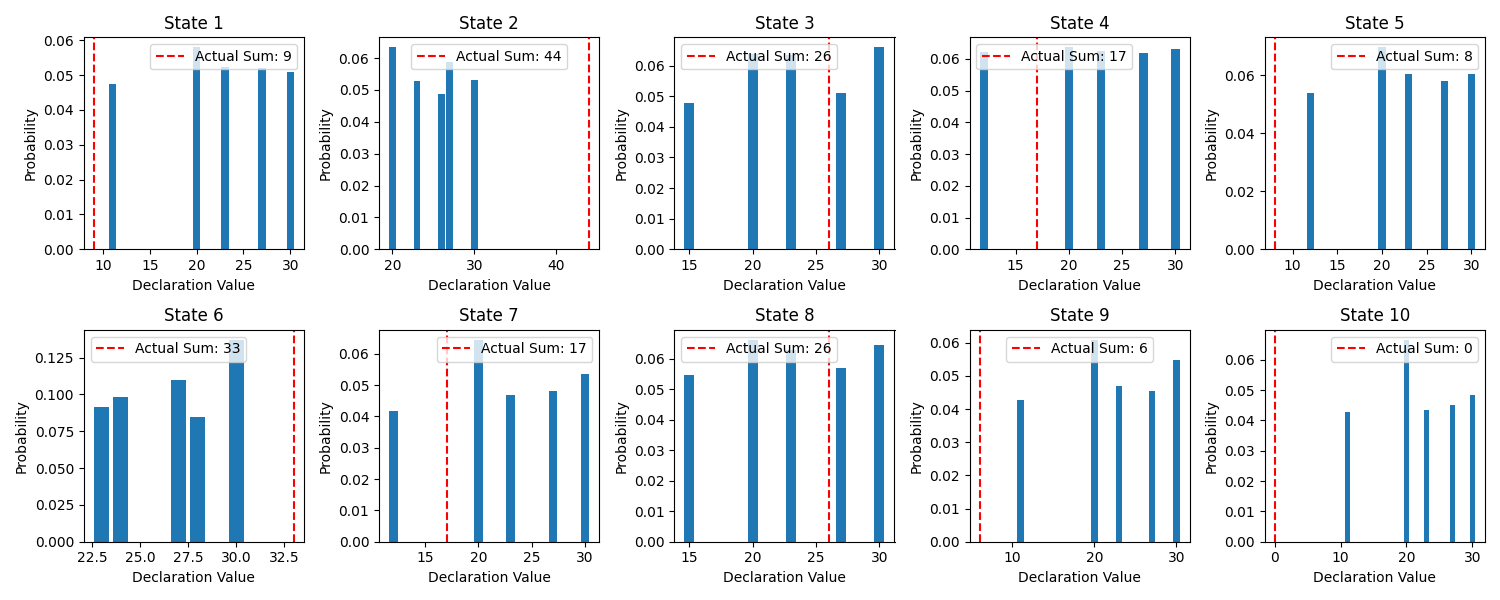 State 1
Actual Sum: 9
Probability
0.06
0.05
0.04
0.03
0.02
0.01
0.00
10 15 20 25 30
Declaration Value
State 2
Actual Sum: 44
Probability
0.06
0.05
0.04
0.03
0.02
0.01
0.00
20 30 40
Declaration Value
State 3
Actual Sum: 26
Probability
0.06
0.05
0.04
0.03
0.02
0.01
0.00
15 20 25 30
Declaration Value
State 4
Actual Sum: 17
Probability
0.06
0.05
0.04
0.03
0.02
0.01
0.00
15 20 25 30
Declaration Value
State 5
Actual Sum: 8
Probability
0.06
0.04
0.02
0.00
10 15 20 25 30
Declaration Value
State 6
Actual Sum: 33
Probability
0.125
0.100
0.075
0.050
0.025
0.000
22.5 25.0 27.5 30.0 32.5
Declaration Value
State 7
Actual Sum: 17
Probability
0.06
0.05
0.04
0.03
0.02
0.01
0.00
15 20 25 30
Declaration Value
State 8
Actual Sum: 26
Probability
0.06
0.05
0.04
0.03
0.02
0.01
0.00
15 20 25 30
Declaration Value
State 9
Actual Sum: 6
Probability
0.06
0.05
0.04
0.03
0.02
0.01
0.00
10 20 30
Declaration Value
State 10
Actual Sum: 0
Probability
0.06
0.05
0.04
0.03
0.02
0.01
0.00
0 10 20 30
Declaration Value